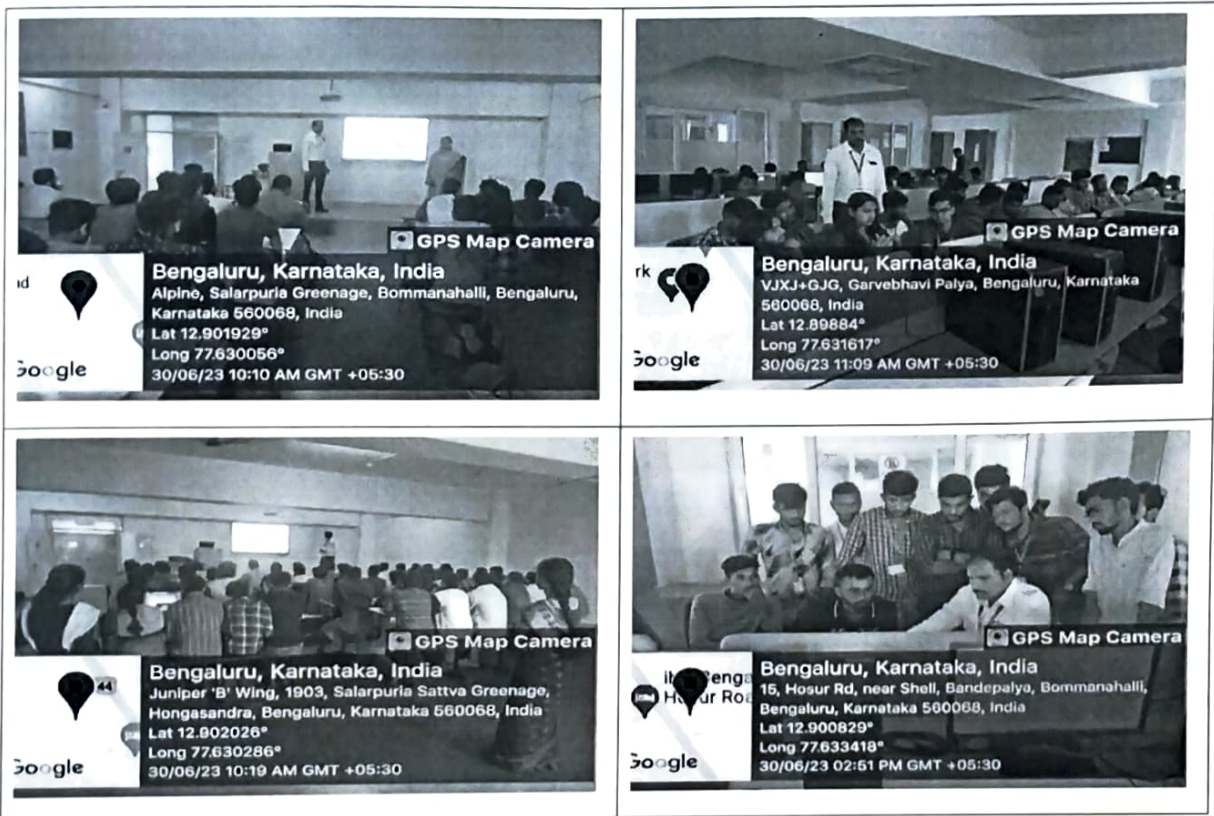 GPS Map Camera
Bengaluru, Karnataka, India
Alpine, Salarpuria Greenage, Bommanahalli, Bengaluru,
Karnataka 560068, India
Lat 12.901929°
Long 77.630056°
30/06/23 10:10 AM GMT +05:30
Google
GPS Map Camera
Bengaluru, Karnataka, India
VJXJ+GJG, Garvebhavi Palya, Bengaluru, Karnataka
560068, India
Lat 12.89884°
Long 77.631617°
30/06/23 11:09 AM GMT +05:30
rk
Google
GPS Map Camera
Bengaluru, Karnataka, India
Juniper 'B' Wing, 1903, Salarpuria Sattva Greenage,
Hongasandra, Bengaluru, Karnataka 560068, India
Lat 12.902026°
Long 77.630286°
30/06/23 10:19 AM GMT +05:30
44
Google
GPS Map Camera
Bengaluru, Karnataka, India
15, Hosur Rd, near Shell, Bandepalya, Bommanahalli,
Bengaluru, Karnataka 560068, India
Lat 12.900829°
Long 77.633418°
30/06/23 02:51 PM GMT +05:30
Google